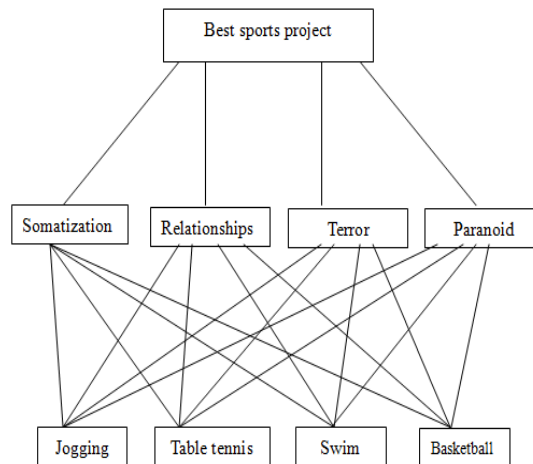 Best sports project
Somatization
Relationships
Terror
Paranoid
Jogging
Table tennis
Swim
Basketball